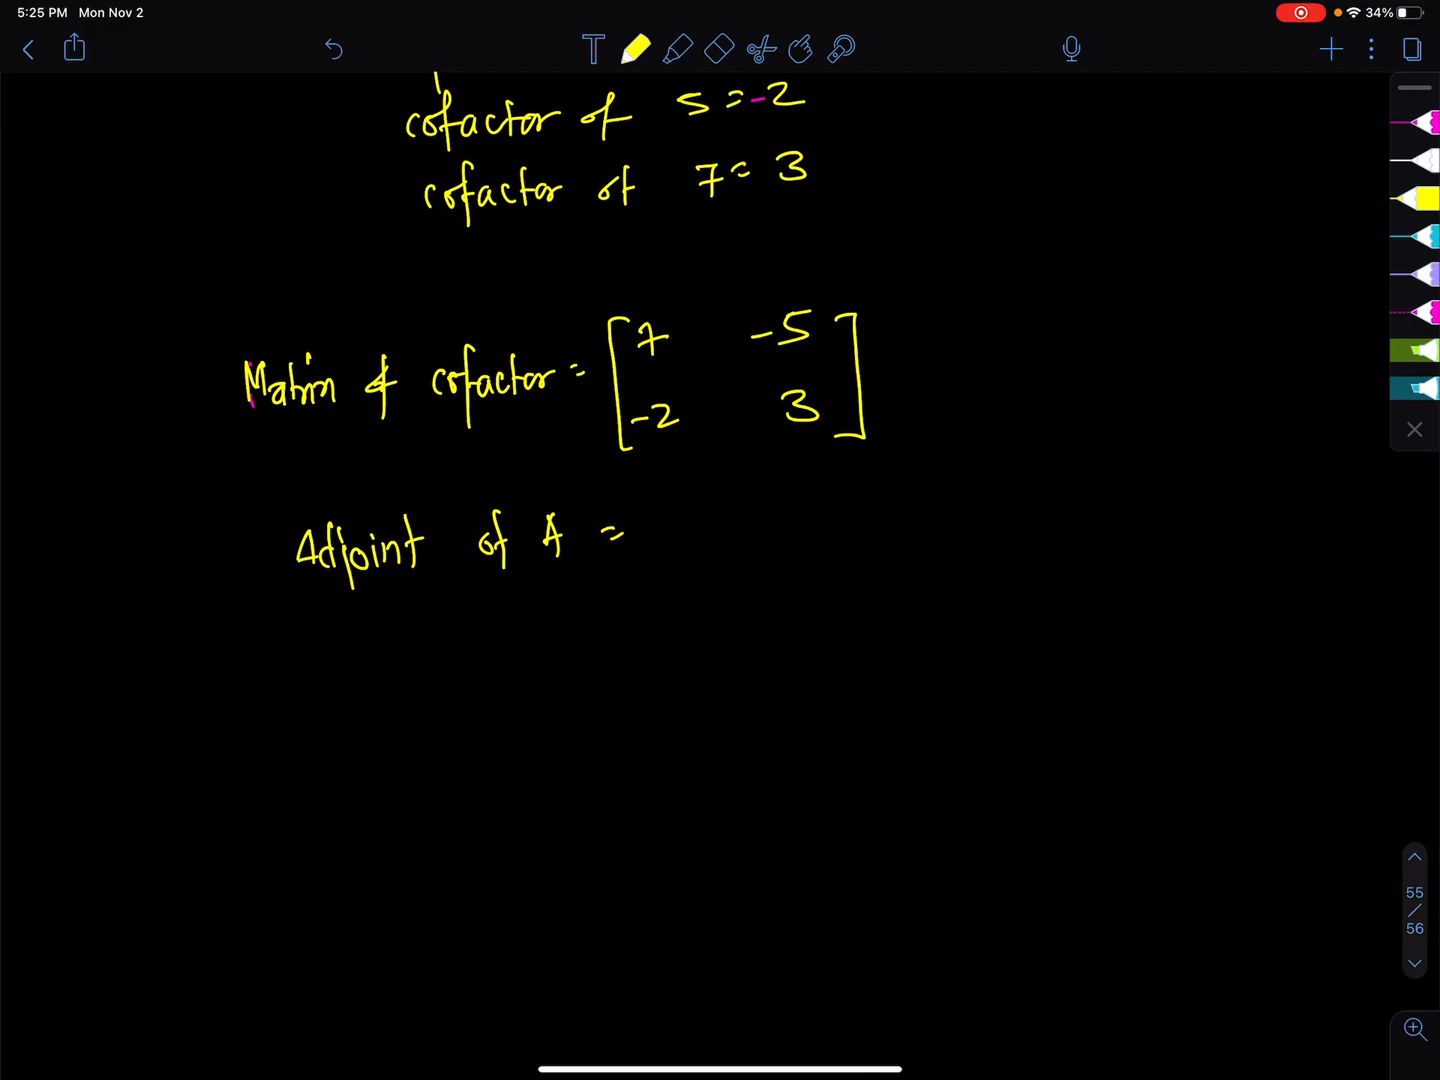 5:25 PM Mon Nov 2 34%
T
cofactor of 5 = -2
cofactor of 7 = 3
Matrix of cofactor = [ 7 -5
-2 3 ]
Adjoint of A =
55
/
56